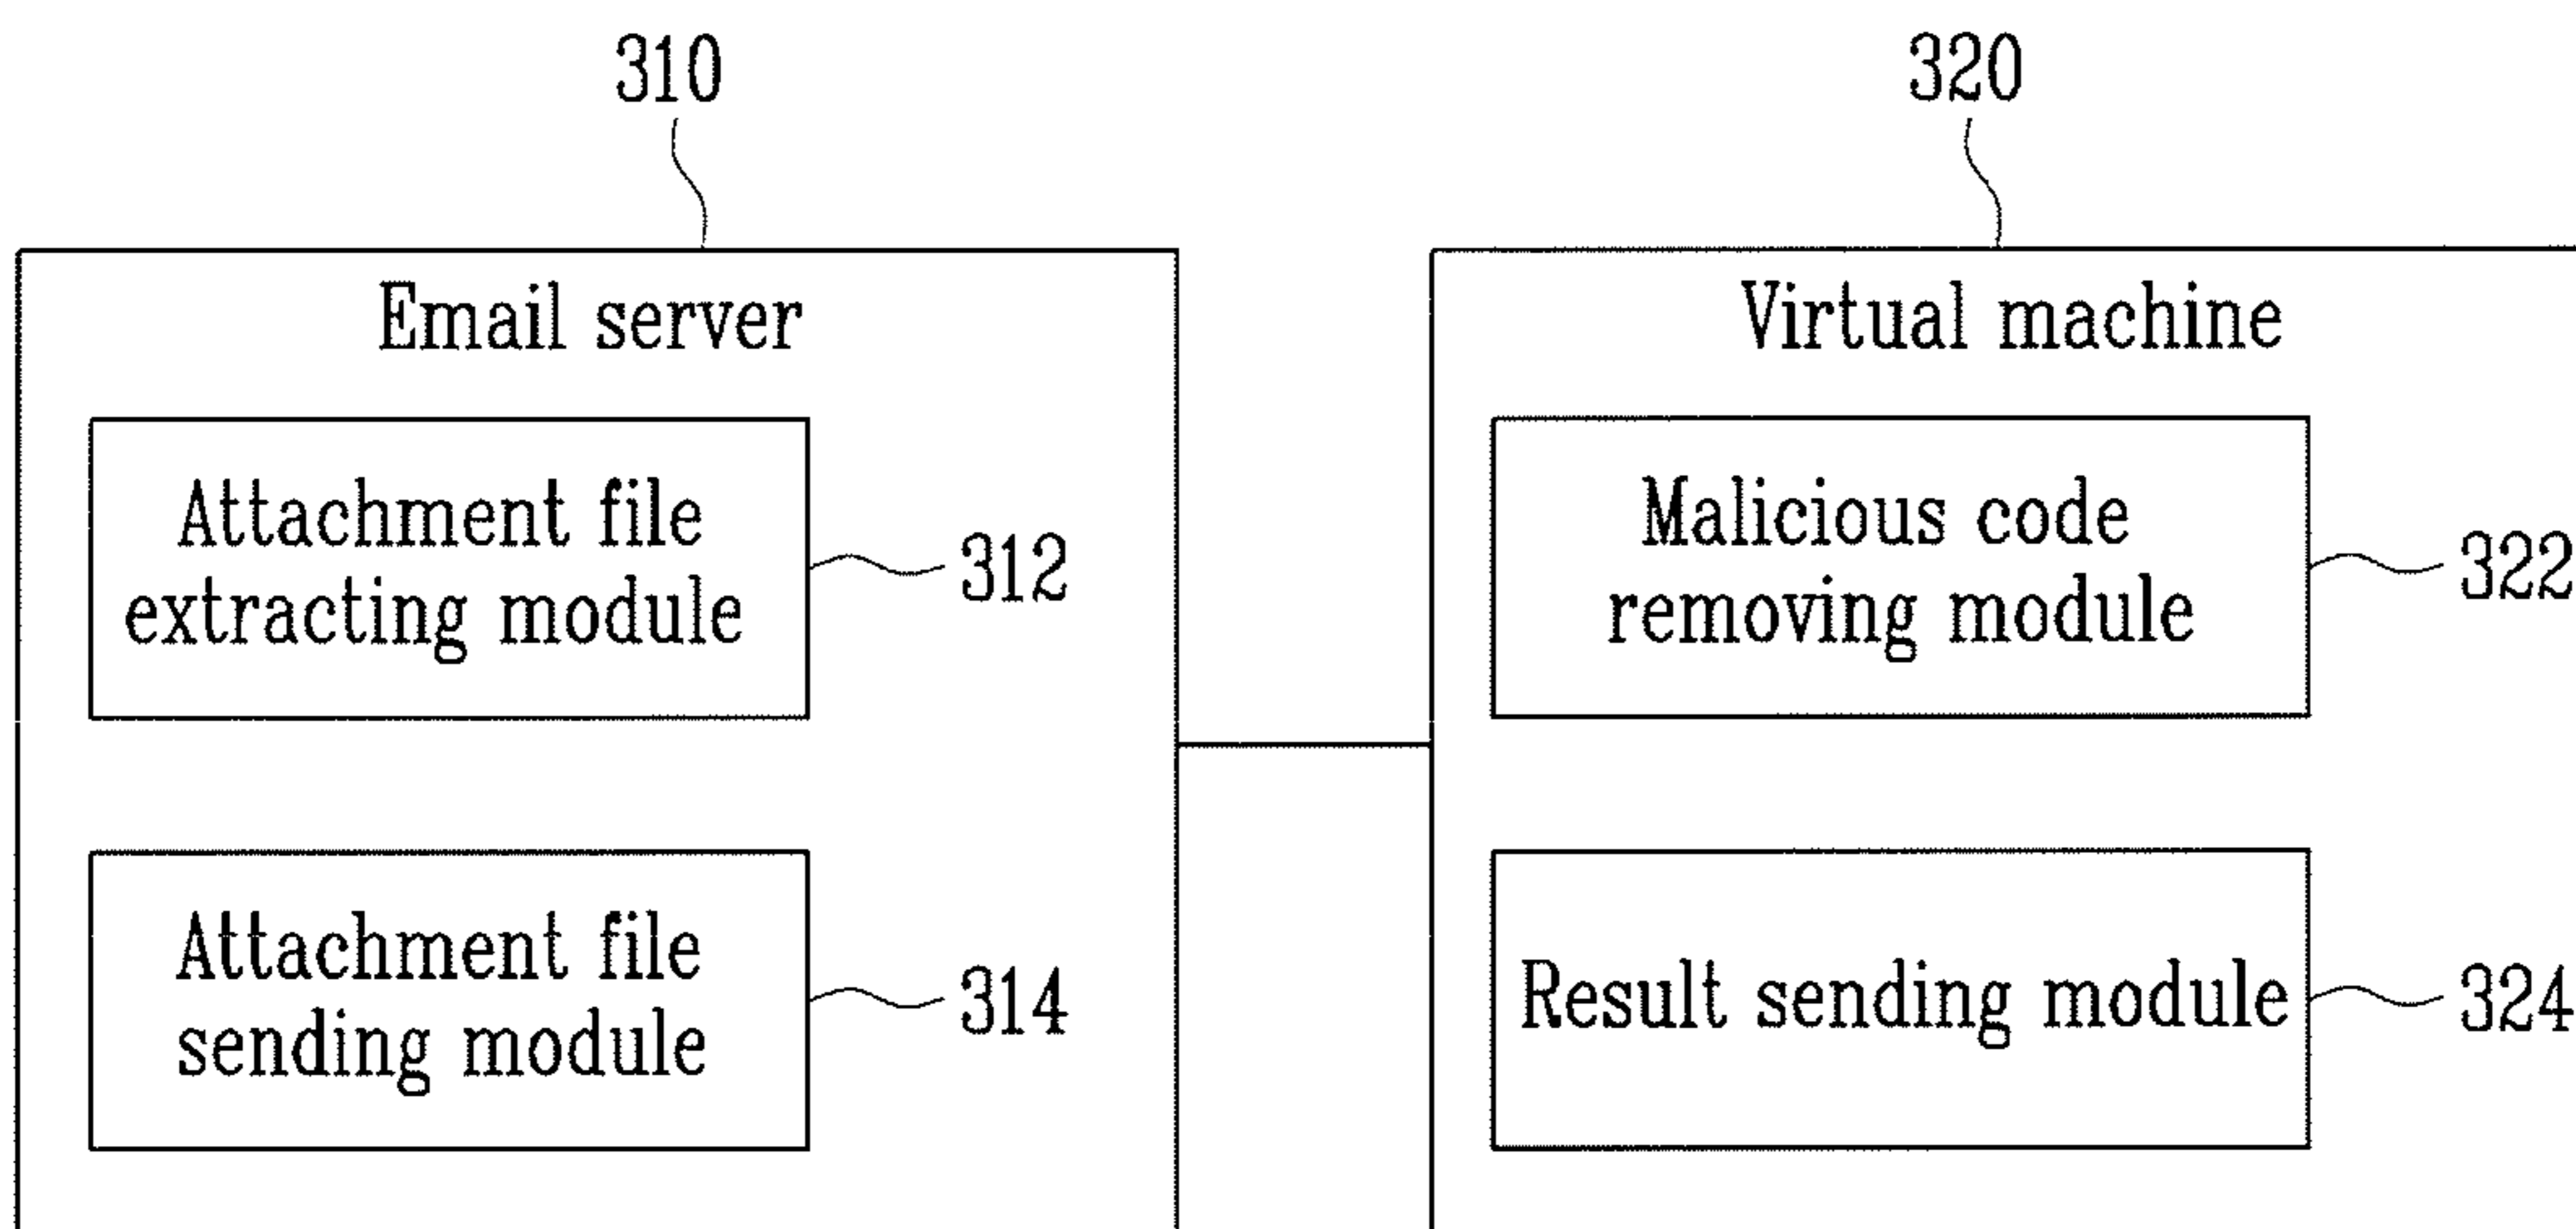 310
320
Email server
Virtual machine
Attachment file
extracting module
312
Malicious code
removing module
322
Attachment file
sending module
314
Result sending module
324